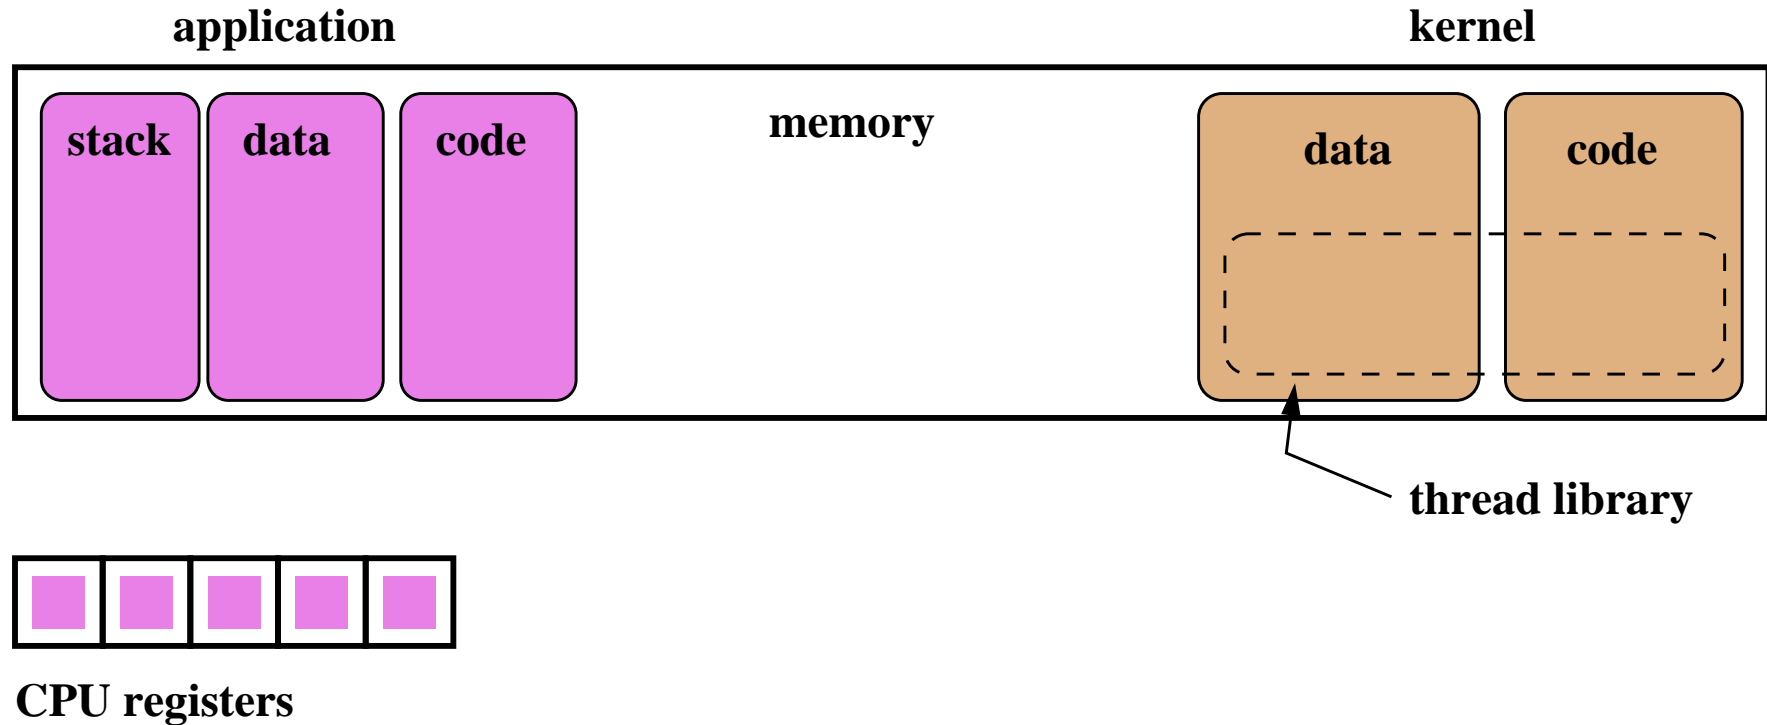 application
kernel
stack
data
code
memory
data
code
thread library
CPU registers